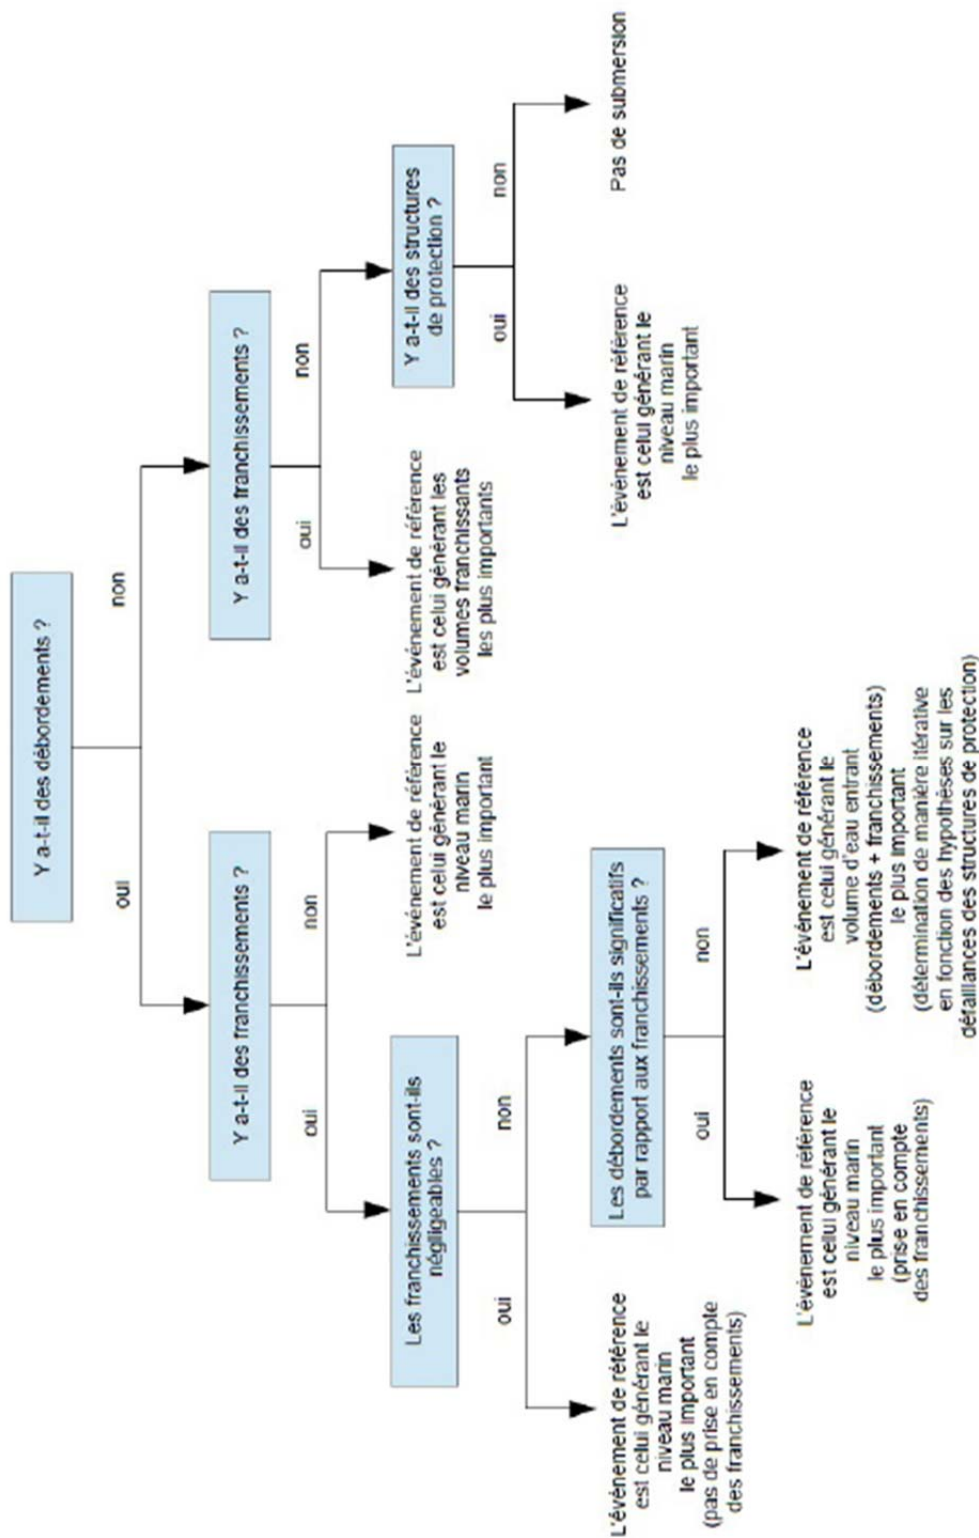 Y a-t-il des débordements ?
oui
non
Y a-t-il des franchissements ?
Y a-t-il des franchissements ?
oui
non
oui
non
Les franchissements sont-ils
négligeables ?
L'événement de référence
est celui générant le
niveau marin
le plus important
L'événement de référence
est celui générant les
volumes franchissants
les plus importants
Y a-t-il des structures
de protection ?
oui
non
oui
non
L'événement de référence
est celui générant le
niveau marin
le plus important
(pas de prise en compte
des franchissements)
Les débordements sont-ils significatifs
par rapport aux franchissements ?
L'événement de référence
est celui générant le
niveau marin
le plus important
Pas de submersion
oui
non
L'événement de référence
est celui générant le
niveau marin
le plus important
(prise en compte
des franchissements)
L'événement de référence
est celui générant le
volume d'eau entrant
(débordements + franchissements)
le plus important
(détermination de manière itérative
en fonction des hypothèses sur les
défaillances des structures de protection)